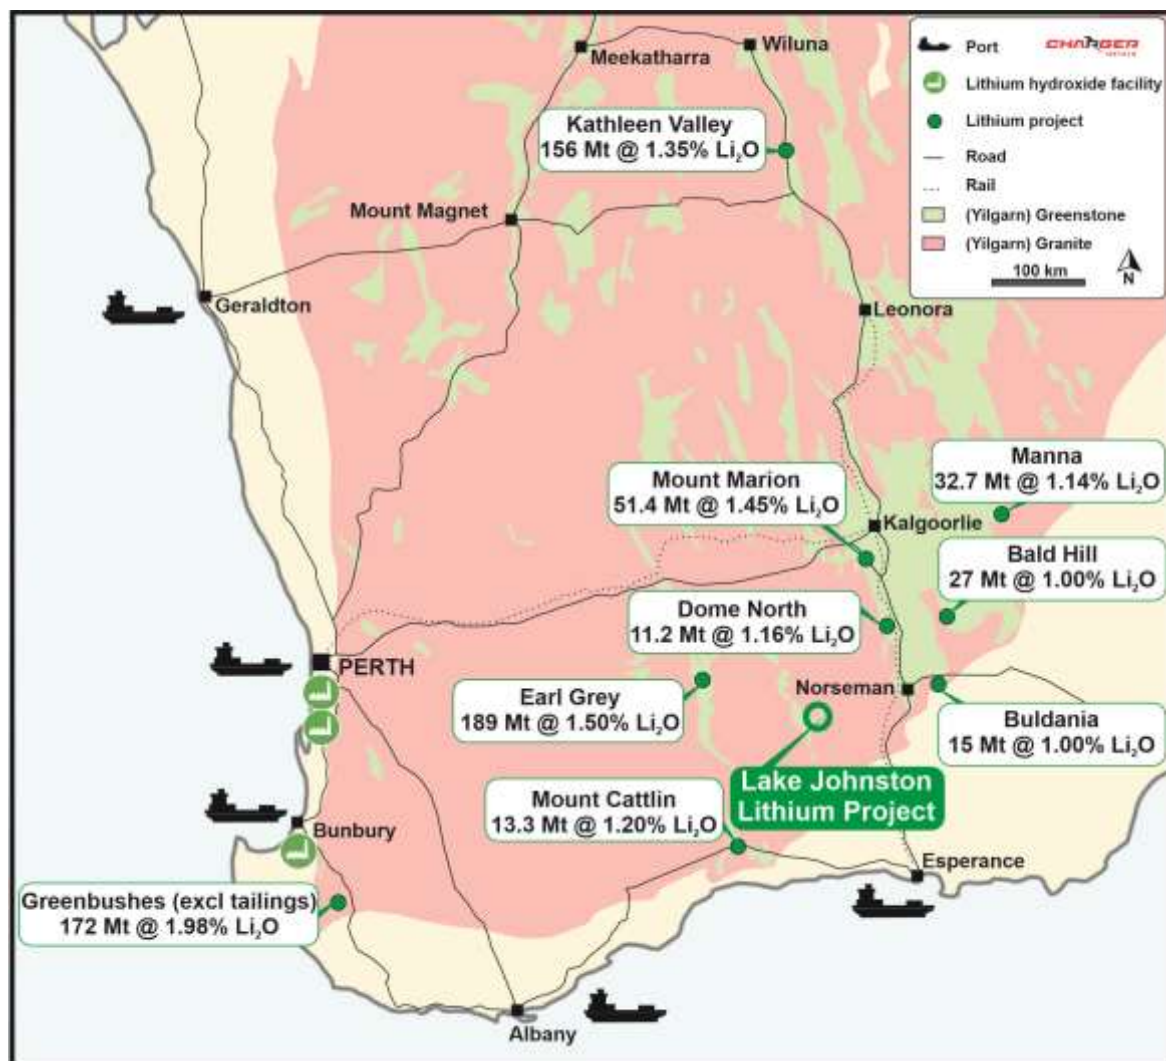 Meekatharra
Wiluna
Port
CHARGER
METALS
Lithium hydroxide facility
Lithium project
Road
Rail
(Yilgarn) Greenstone
(Yilgarn) Granite
100 km
N
Kathleen Valley
156 Mt @ 1.35% Li₂O
Mount Magnet
Geraldton
Leonora
Mount Marion
51.4 Mt @ 1.45% Li₂O
Manna
32.7 Mt @ 1.14% Li₂O
Kalgoorlie
Bald Hill
27 Mt @ 1.00% Li₂O
Dome North
11.2 Mt @ 1.16% Li₂O
PERTH
L
L
Earl Grey
189 Mt @ 1.50% Li₂O
Norseman
Buldania
15 Mt @ 1.00% Li₂O
Lake Johnston
Lithium Project
Mount Cattlin
13.3 Mt @ 1.20% Li₂O
Bunbury
L
Esperance
Greenbushes (excl tailings)
172 Mt @ 1.98% Li₂O
Albany